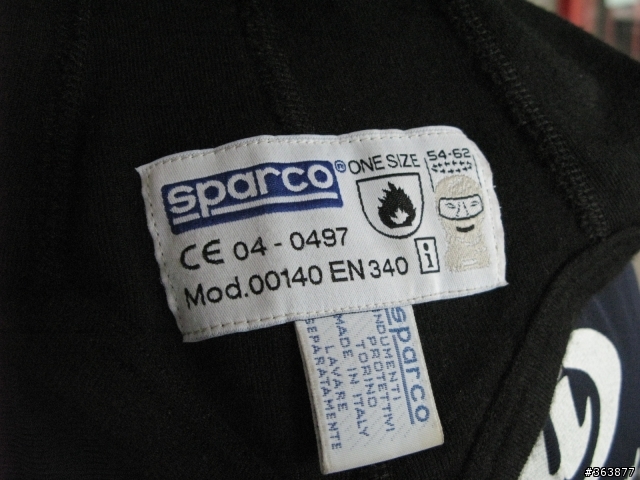 sparco® ONE SIZE 54-62
CE 04 - 0497
Mod.00140 EN 340
i
sparco
INDUMENTI
PROTETTIVI
TORINO
MADE IN ITALY
LAVARE
SEPARATAMENTE
#363877